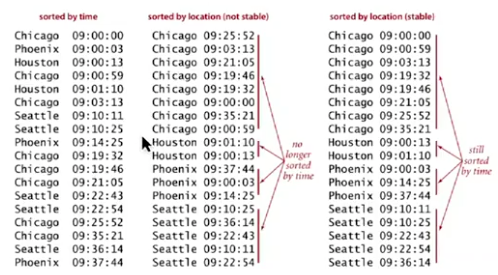 sorted by time sorted by location (not stable) sorted by location (stable)
Chicago 09:00:00 Chicago 09:25:52 Chicago 09:00:00
Phoenix 09:00:03 Chicago 09:03:13 Chicago 09:00:59
Houston 09:00:13 Chicago 09:21:05 Chicago 09:03:13
Chicago 09:00:59 Chicago 09:19:46 Chicago 09:19:32
Houston 09:01:10 Chicago 09:19:32 Chicago 09:19:46
Chicago 09:03:13 Chicago 09:00:00 Chicago 09:21:05
Seattle 09:10:11 Chicago 09:35:21 Chicago 09:25:52
Seattle 09:10:25 Chicago 09:00:59 Chicago 09:35:21
Phoenix 09:14:25 Houston 09:01:10 no Houston 09:00:13
Chicago 09:19:32 Houston 09:00:13 longer Houston 09:01:10 still
Chicago 09:19:46 Phoenix 09:37:44 sorted Phoenix 09:00:03 sorted
Chicago 09:21:05 Phoenix 09:00:03 by time Phoenix 09:14:25 by time
Seattle 09:22:43 Phoenix 09:14:25 Phoenix 09:37:44
Seattle 09:22:54 Seattle 09:10:25 Seattle 09:10:11
Chicago 09:25:52 Seattle 09:36:14 Seattle 09:10:25
Chicago 09:35:21 Seattle 09:22:43 Seattle 09:22:43
Seattle 09:36:14 Seattle 09:10:11 Seattle 09:22:54
Phoenix 09:37:44 Seattle 09:22:54 Seattle 09:36:14